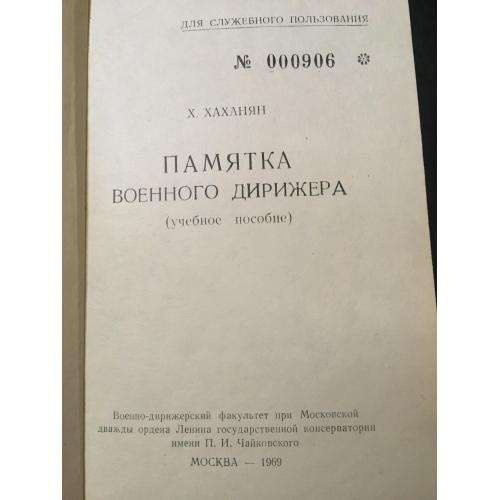 ДЛЯ СЛУЖЕБНОГО ПОЛЬЗОВАНИЯ
№ 000906 *
Х. ХАХАНЯН
ПАМЯТКА
ВОЕННОГО ДИРИЖЕРА
(учебное пособие)
Военно-дирижерский факультет при Московской
дважды ордена Ленина государственной консерватории
имени П. И. Чайковского
МОСКВА — 1969